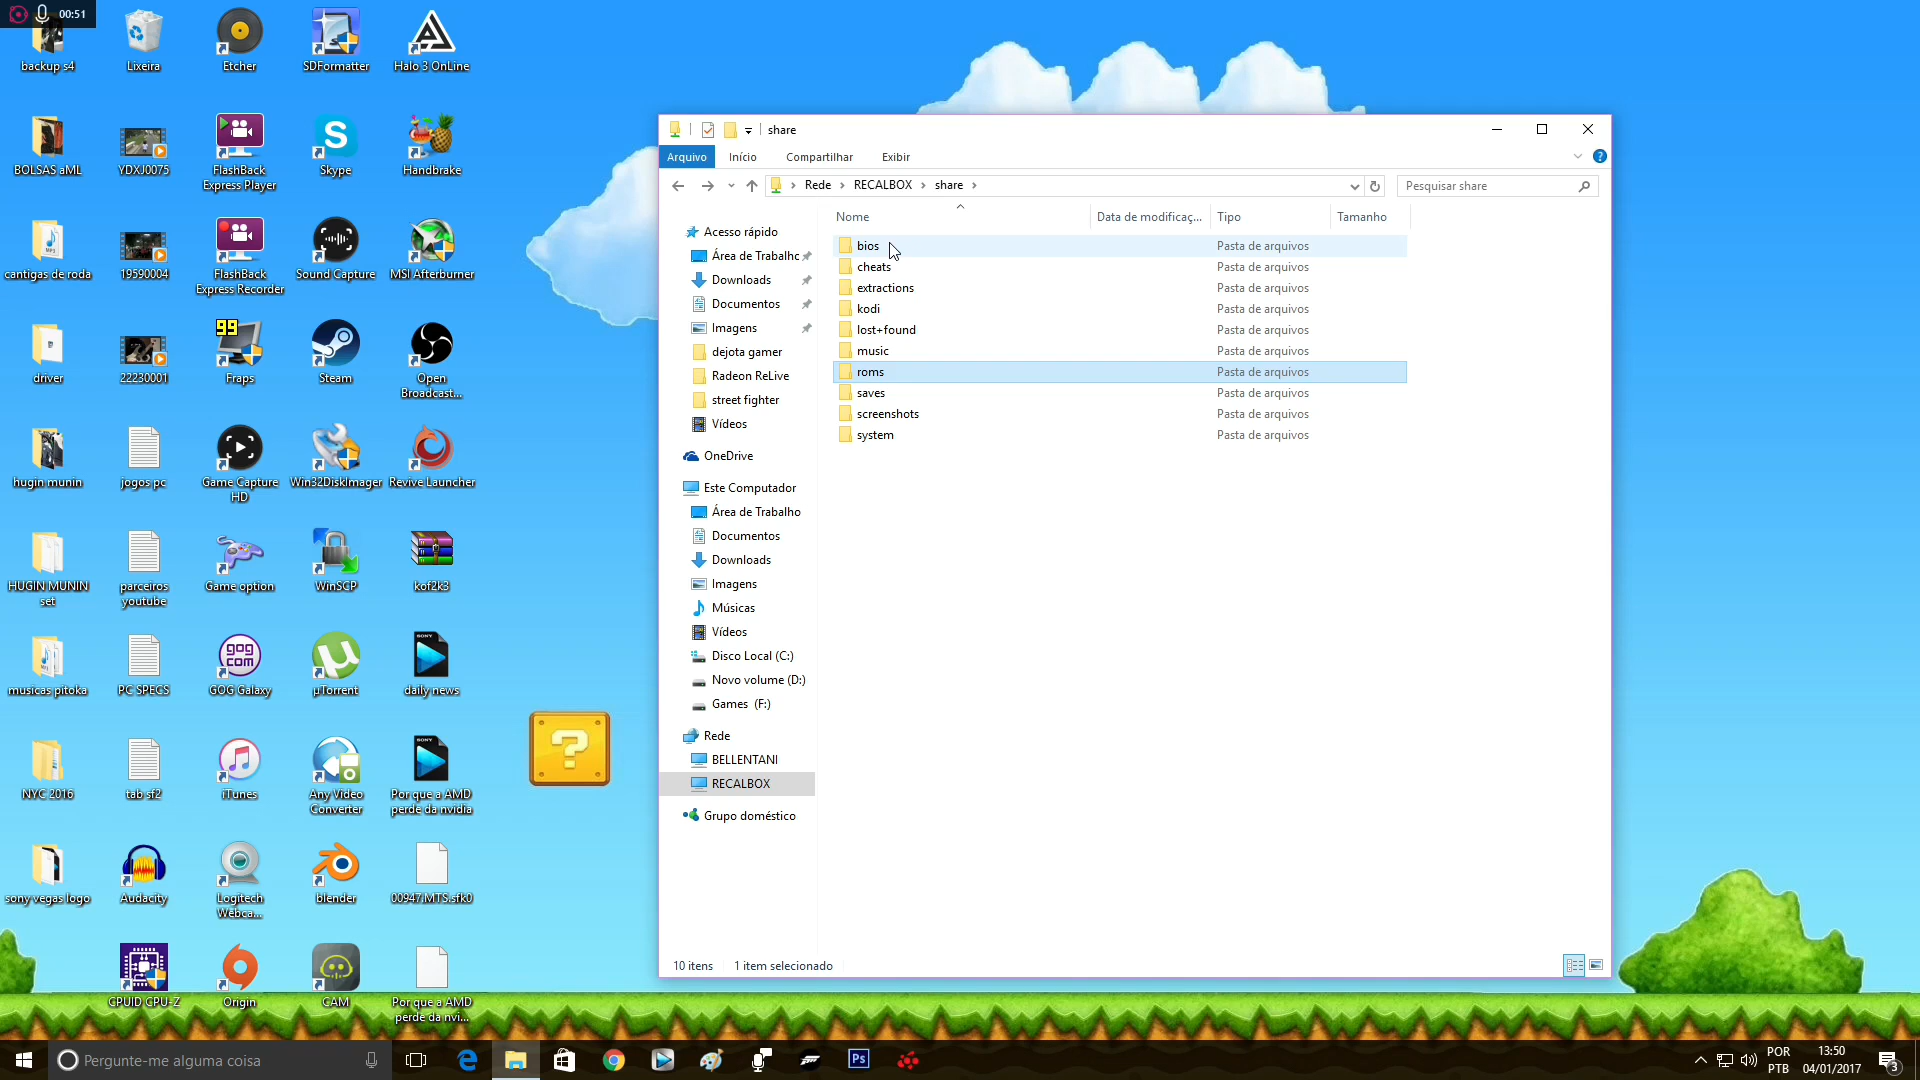 00:51
backup s4
Lixeira
Etcher
SDFormatter
Halo 3 OnLine
BOLSAS aML
YDXJ0075
FlashBack
Express Player
Skype
Handbrake
cantigas de roda
19590004
FlashBack
Express Recorder
Sound Capture
MSI Afterburner
driver
22230001
99
Fraps
Steam
Open
Broadcast...
hugin munin
jogos pc
Game Capture
HD
Win32DiskImager
Revive Launcher
HUGIN MUNIN
set
parceiros
youtube
Game option
WinSCP
kof2k3
musicas pitoka
PC SPECS
gog
com
GOG Galaxy
µTorrent
SONY
daily news
NYC 2016
tab sf2
iTunes
Any Video
Converter
SONY
Por que a AMD
perde da nvidia
sony vegas logo
Audacity
Logitech
Webca...
blender
00947.MTS.sfk0
CPUID CPU-Z
Origin
CAM
Por que a AMD
perde da nvi...
?
share
Arquivo
Início
Compartilhar
Exibir
Rede
RECALBOX
share
Pesquisar share
Nome
Data de modificaç...
Tipo
Tamanho
bios Pasta de arquivos
cheats Pasta de arquivos
extractions Pasta de arquivos
kodi Pasta de arquivos
lost+found Pasta de arquivos
music Pasta de arquivos
roms Pasta de arquivos
saves Pasta de arquivos
screenshots Pasta de arquivos
system Pasta de arquivos
Acesso rápido
Área de Trabalhc
Downloads
Documentos
Imagens
dejota gamer
Radeon ReLive
street fighter
Vídeos
OneDrive
Este Computador
Área de Trabalho
Documentos
Downloads
Imagens
Músicas
Vídeos
Disco Local (C:)
Novo volume (D:)
Games (F:)
Rede
BELLENTANI
RECALBOX
Grupo doméstico
10 itens
1 item selecionado
Pergunte-me alguma coisa
Ps
POR
PTB
13:50
04/01/2017
3